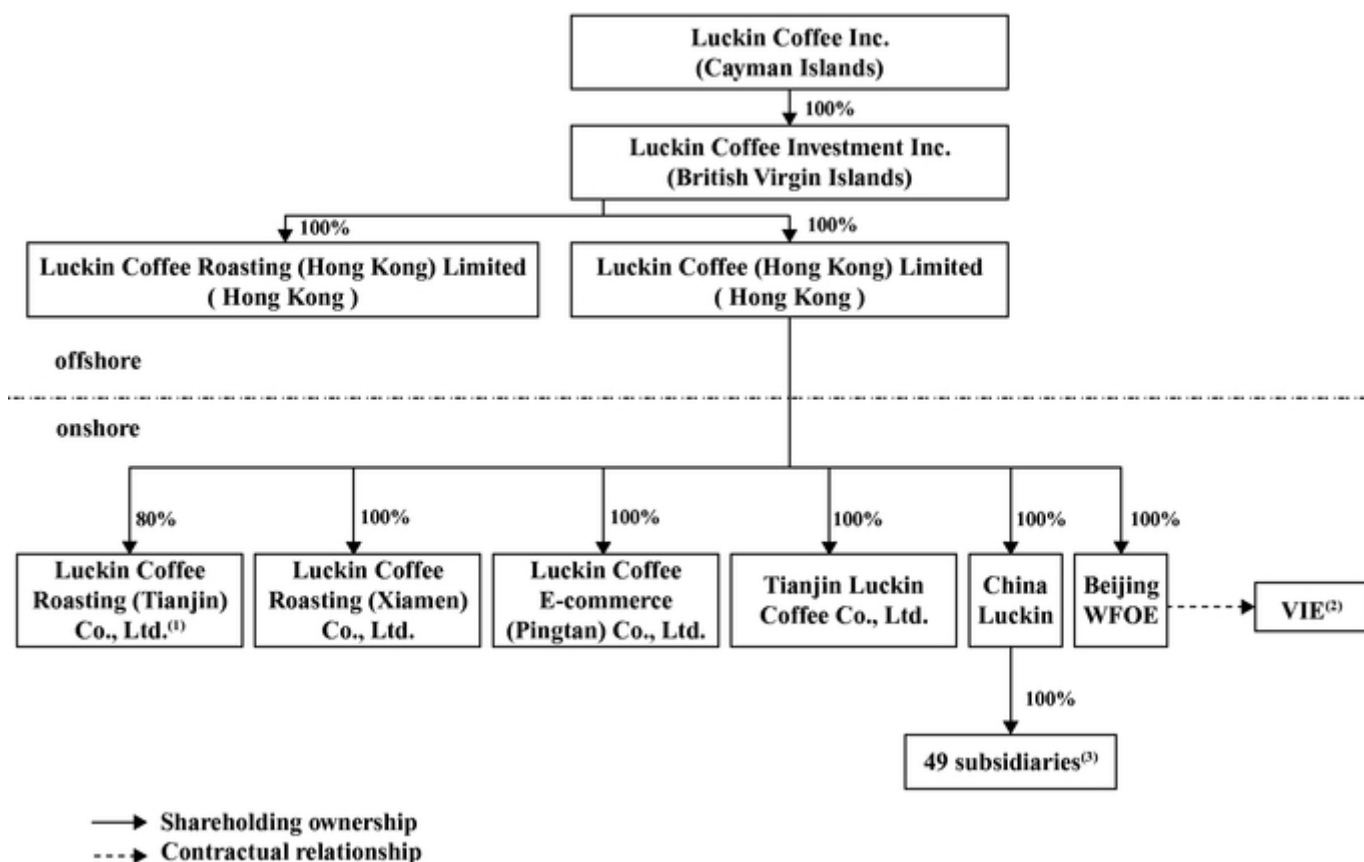 Luckin Coffee Inc.
(Cayman Islands)
100%
Luckin Coffee Investment Inc.
(British Virgin Islands)
100%
100%
Luckin Coffee Roasting (Hong Kong) Limited
( Hong Kong )
Luckin Coffee (Hong Kong) Limited
( Hong Kong )
offshore
onshore
80%
100%
100%
100%
100%
100%
Luckin Coffee
Roasting (Tianjin)
Co., Ltd.(1)
Luckin Coffee
Roasting (Xiamen)
Co., Ltd.
Luckin Coffee
E-commerce
(Pingtan) Co., Ltd.
Tianjin Luckin
Coffee Co., Ltd.
China
Luckin
Beijing
WFOE
VIE(2)
100%
49 subsidiaries(3)
Shareholding ownership
Contractual relationship